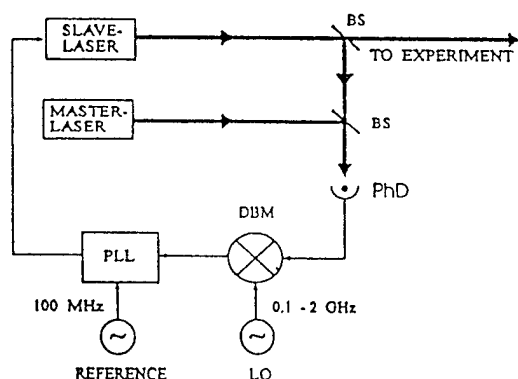 BS
SLAVE-
LASER
TO EXPERIMENT
MASTER-
LASER
BS
PhD
DBM
PLL
100 MHz
0.1 - 2 GHz
~
~
REFERENCE
LO